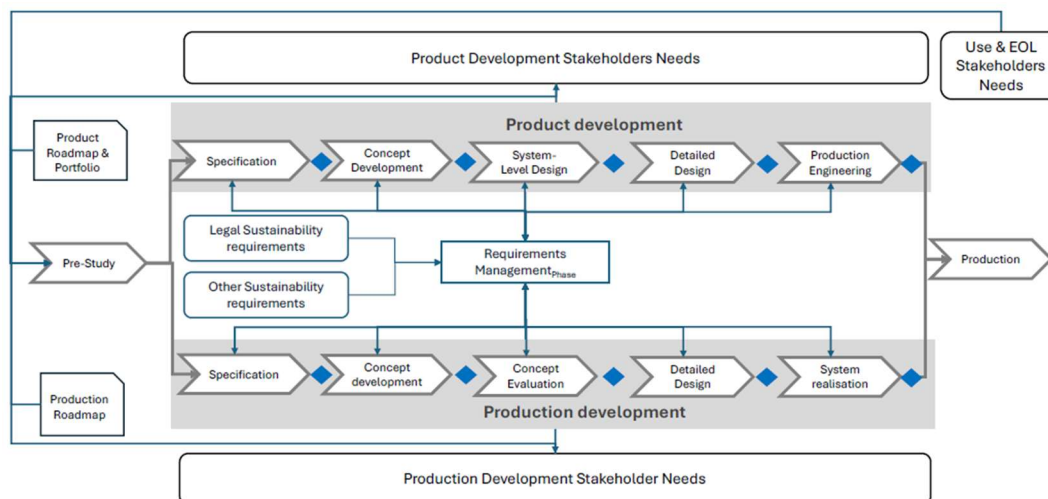 Product Development Stakeholders Needs
Use & EOL
Stakeholders
Needs
Product
Roadmap &
Portfolio
Product development
Specification
Concept
Development
System-
Level Design
Detailed
Design
Production
Engineering
Legal Sustainability
requirements
Pre-Study
Requirements
Management Phase
Production
Other Sustainability
requirements
Specification
Concept
development
Concept
Evaluation
Detailed
Design
System
realisation
Production
Roadmap
Production development
Production Development Stakeholder Needs